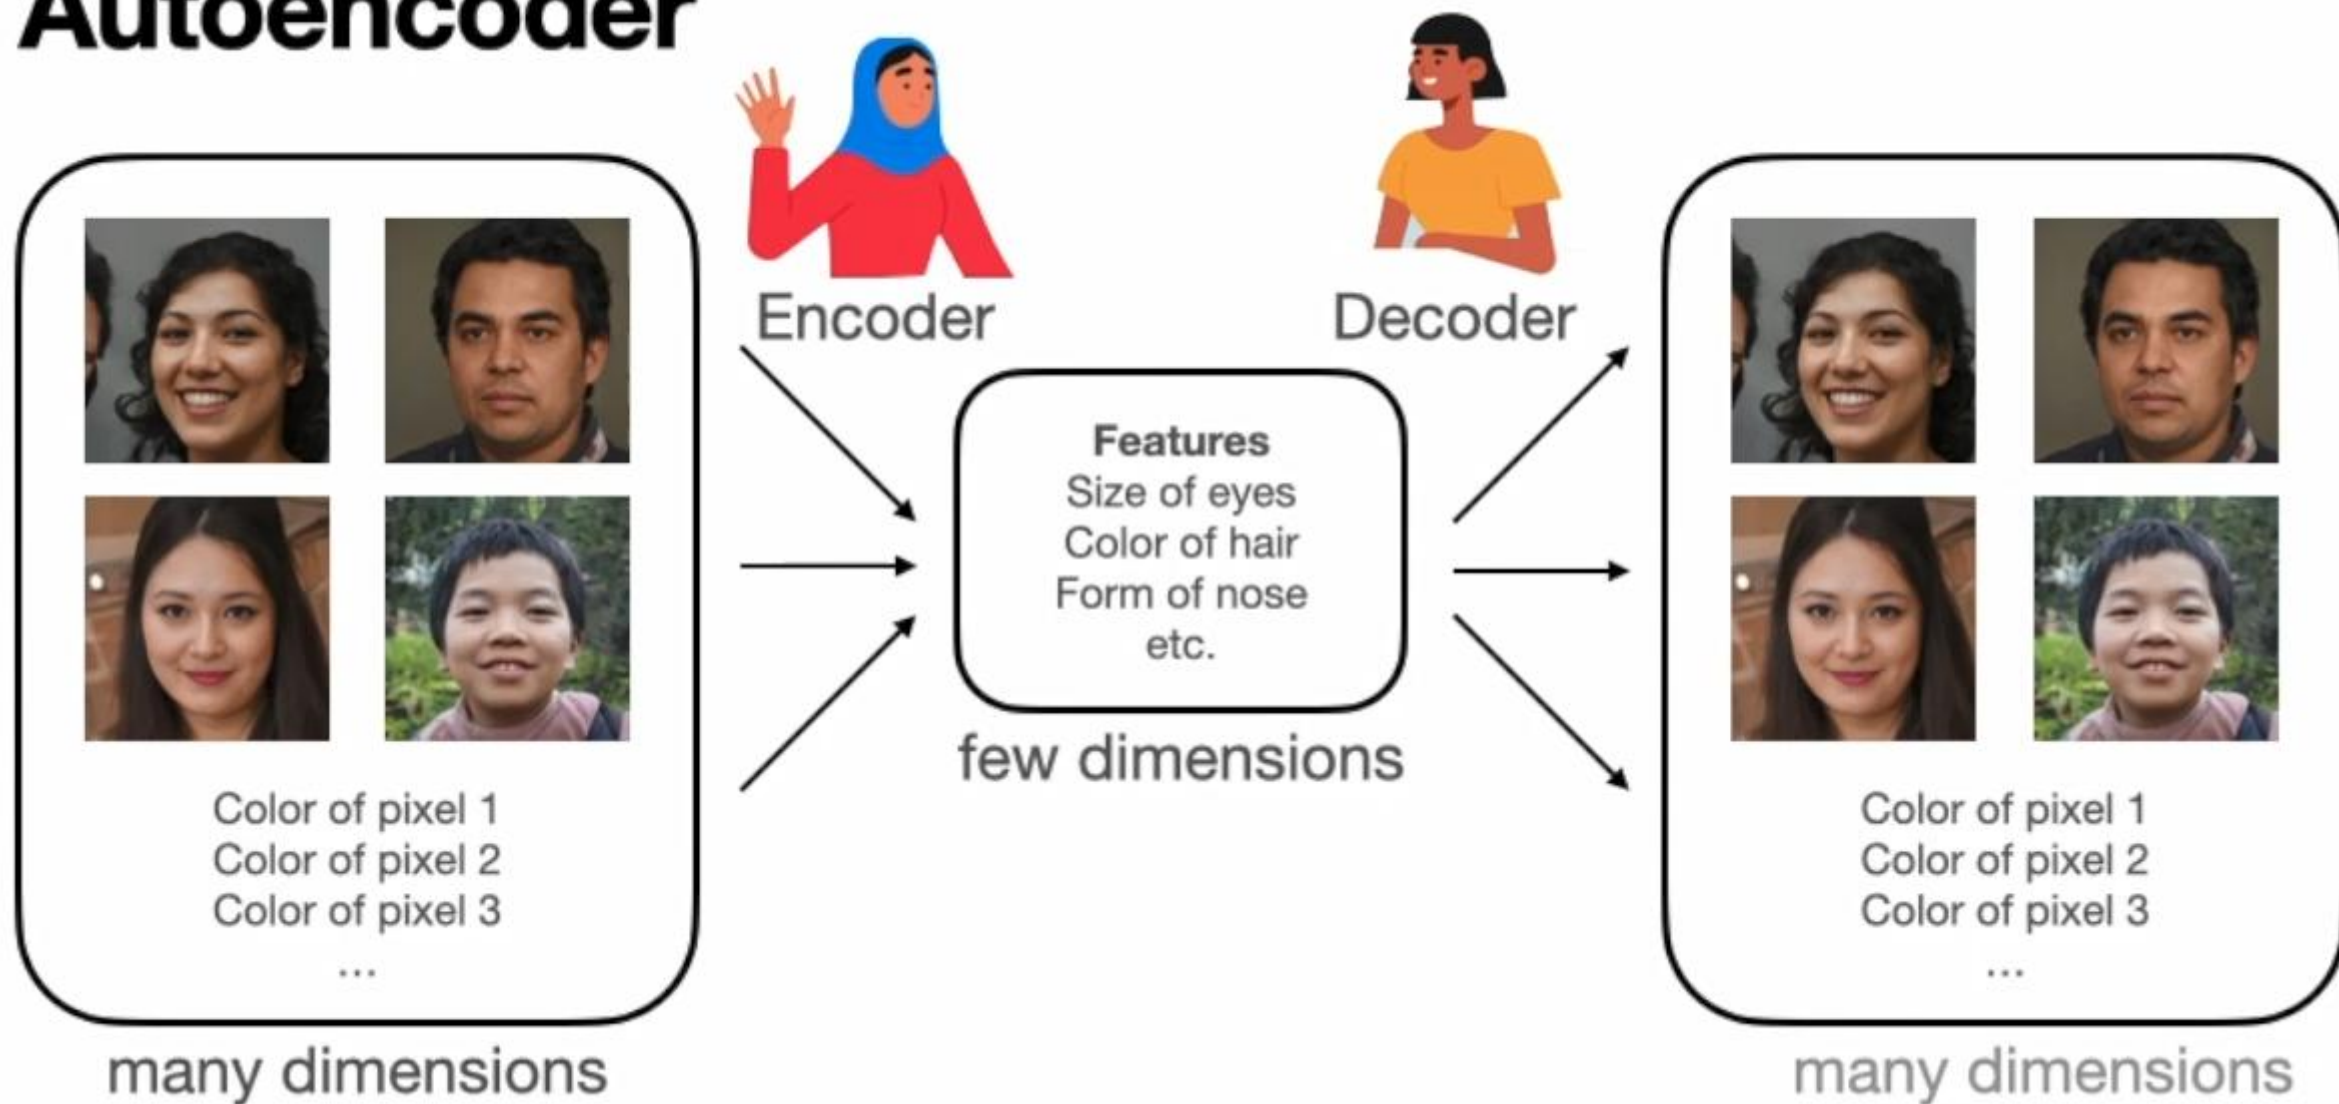 Autoencoder
Encoder
Decoder
Features
Size of eyes
Color of hair
Form of nose
etc.
few dimensions
Color of pixel 1
Color of pixel 2
Color of pixel 3
...
many dimensions
Color of pixel 1
Color of pixel 2
Color of pixel 3
...
many dimensions